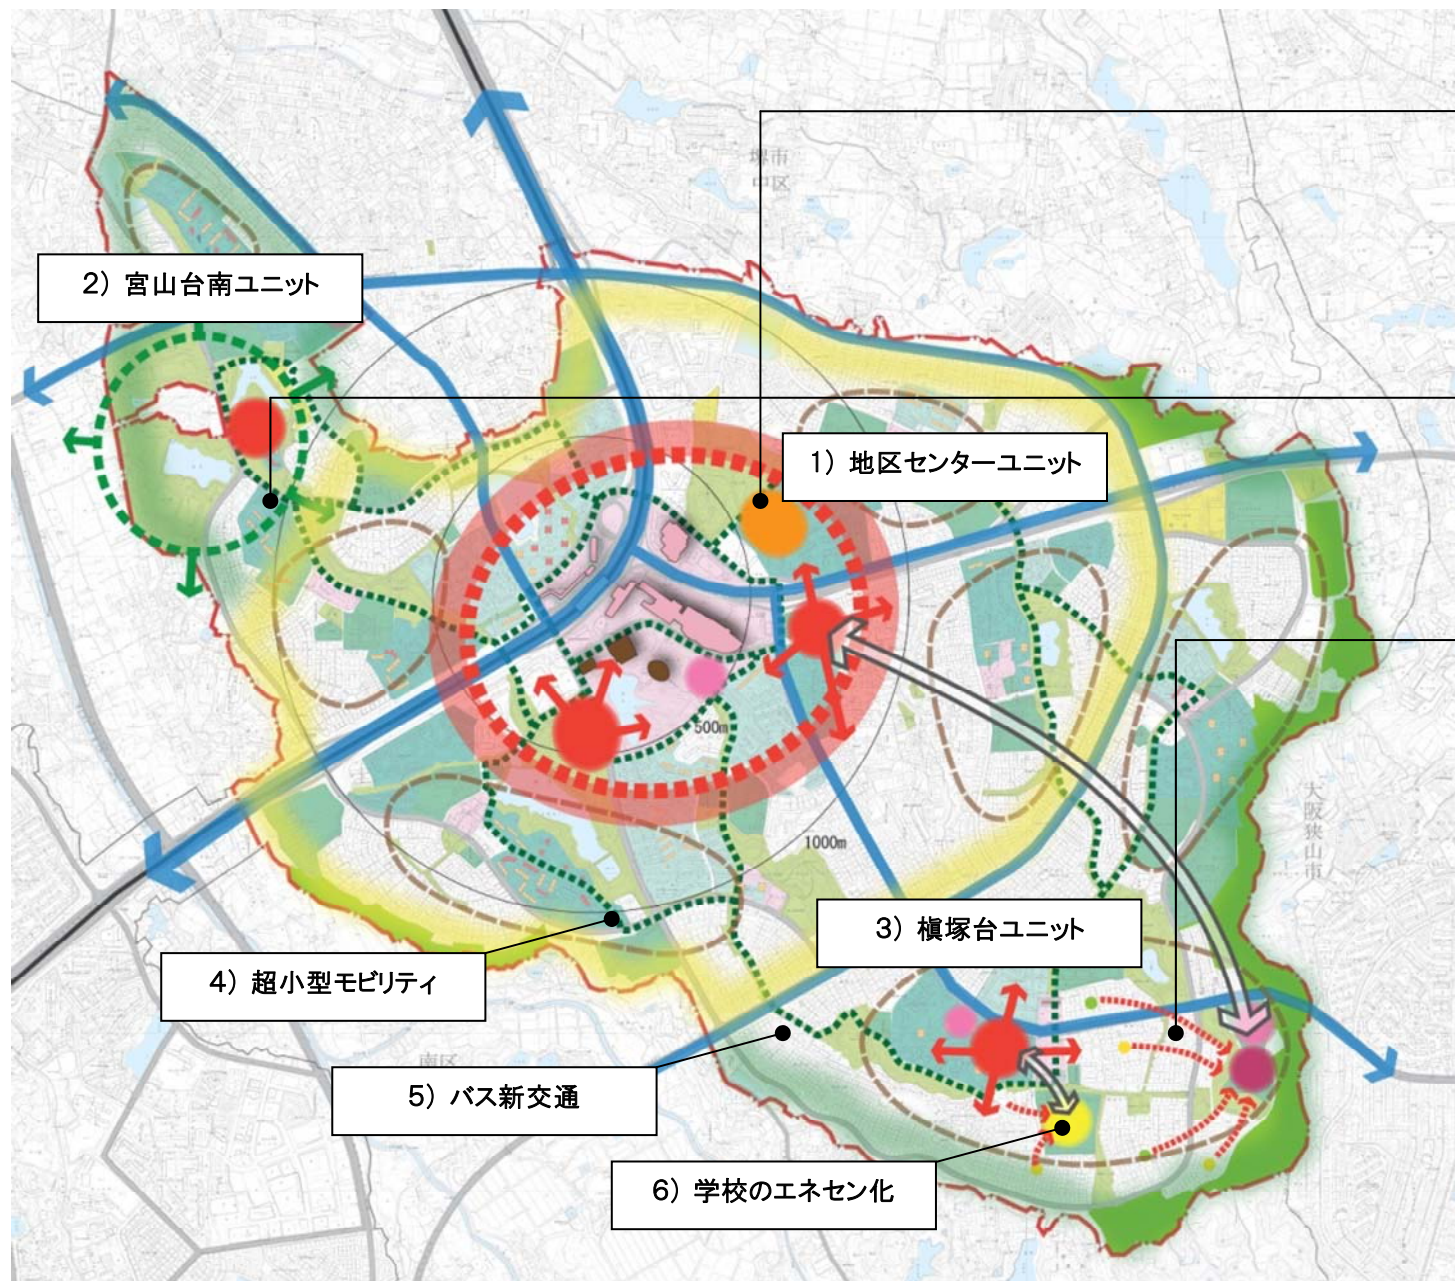 堺市
中区
2）宮山台南ユニット
1）地区センターユニット
500m
大阪狭山市
1000m
3）槇塚台ユニット
4）超小型モビリティ
南区
5）バス新交通
6）学校のエネセン化